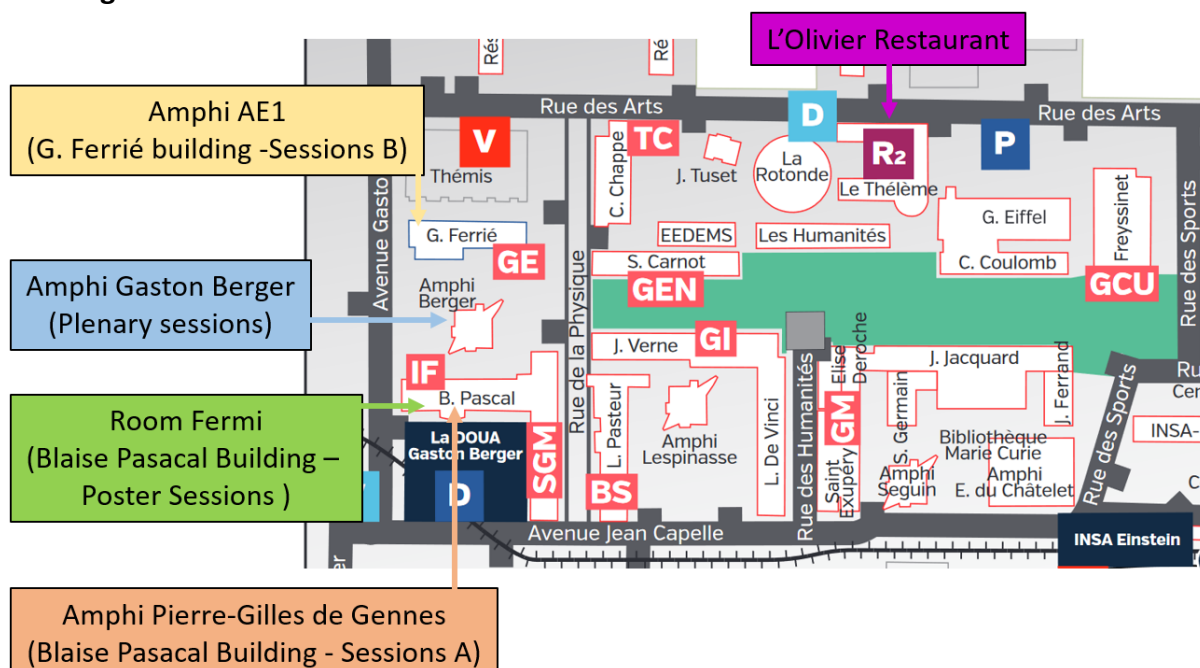 L'Olivier Restaurant
Amphi AE1
(G. Ferrié building -Sessions B)
Amphi Gaston Berger
(Plenary sessions)
Room Fermi
(Blaise Pasacal Building –
Poster Sessions )
Amphi Pierre-Gilles de Gennes
(Blaise Pasacal Building - Sessions A)
Rés
Ré
Rue des Arts
Rue des Arts
D
V
TC
R2
P
Thémis
C. Chappe
J. Tuset
La
Rotonde
Le Thélème
G. Eiffel
Freyssinet
Avenue Gasto
G. Ferrié
GE
EEDEMS
Les Humanités
S. Carnot
GEN
C. Coulomb
GCU
Rue des Sports
Amphi
Berger
Rue de la Physique
J. Verne
GI
Elise
Deroche
J. Jacquard
Ru
Cen
IF
B. Pascal
La DOUA
Gaston Berger
D
SGM
L. Pasteur
BS
Amphi
Lespinasse
L. De Vinci
Rue des Humanités
GM
Saint
Exupéry
S. Germain
J. Ferrand
Bibliothèque
Marie Curie
Amphi
Seguin
Amphi
E. du Châtelet
Rue des Sports
INSA-
Avenue Jean Capelle
INSA Einstein
er